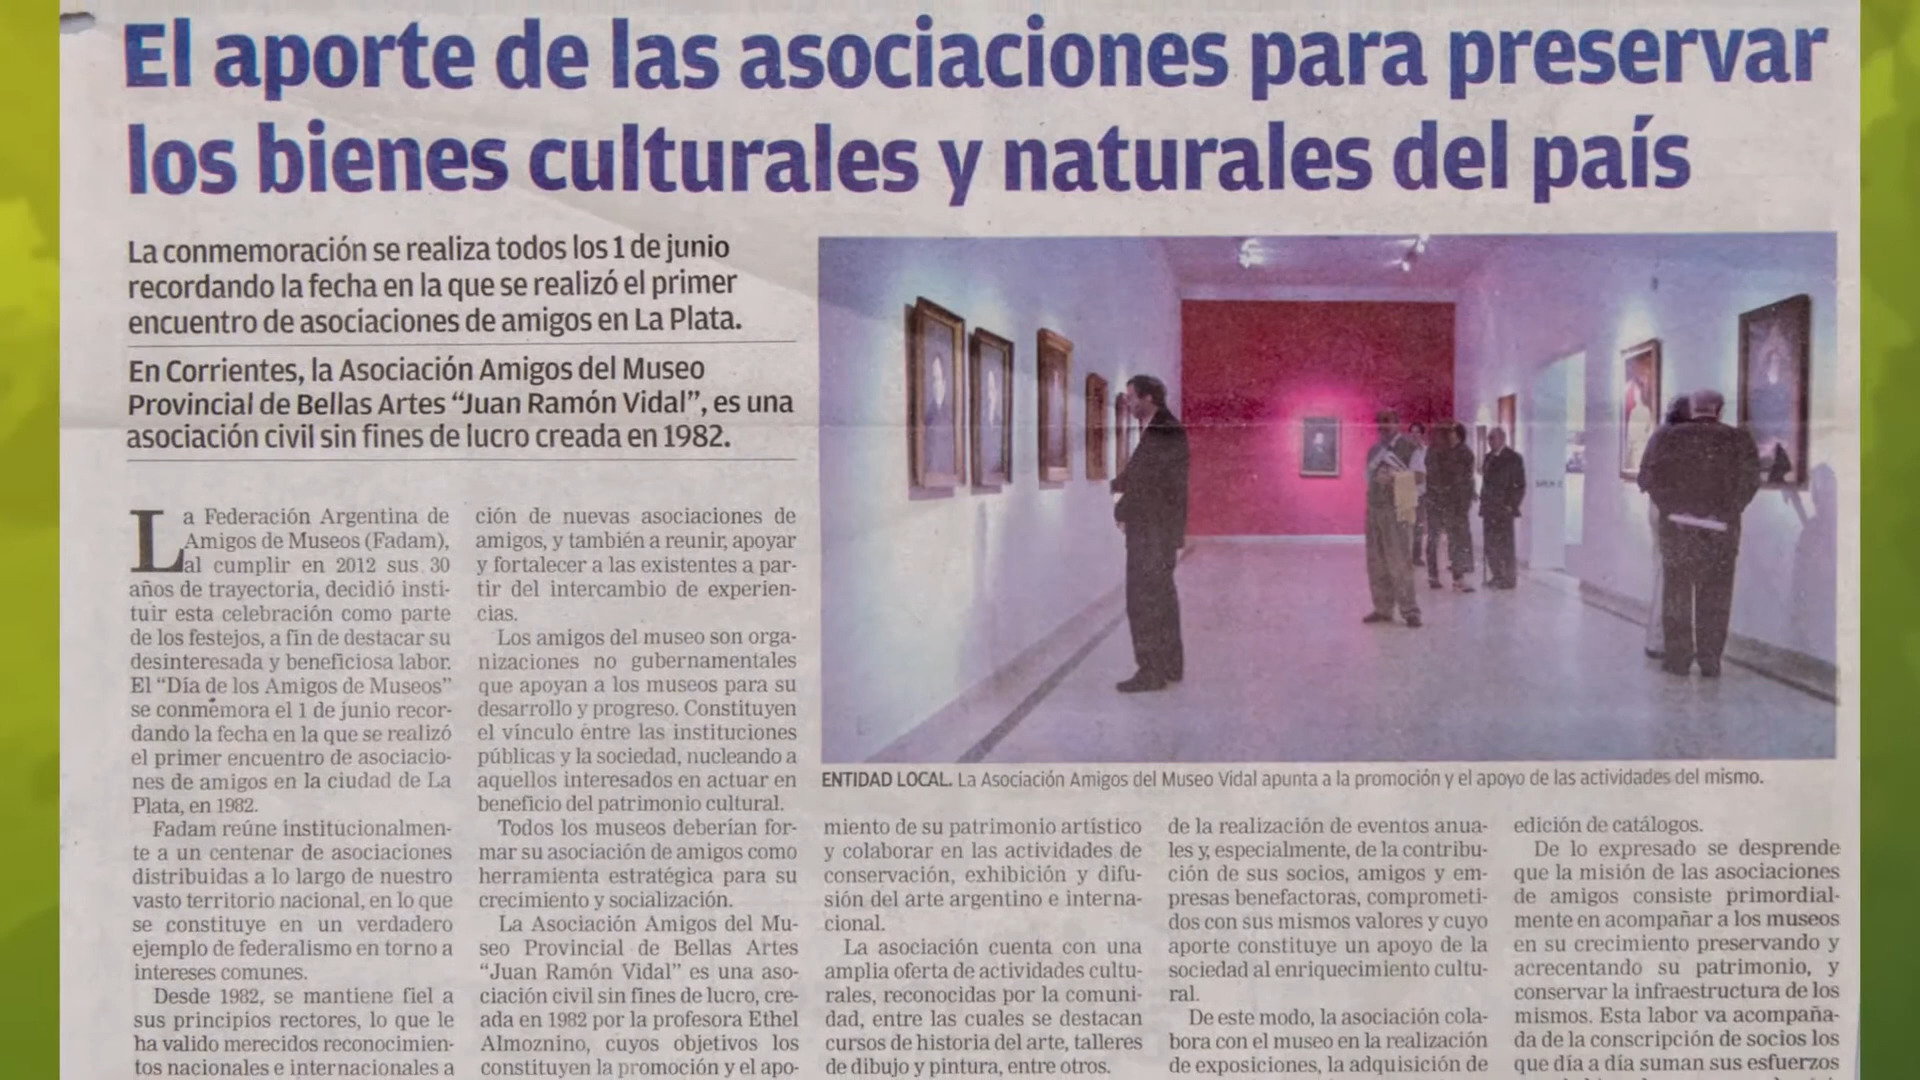 El aporte de las asociaciones para preservar
los bienes culturales y naturales del país
La conmemoración se realiza todos los 1 de junio
recordando la fecha en la que se realizó el primer
encuentro de asociaciones de amigos en La Plata.
En Corrientes, la Asociación Amigos del Museo
Provincial de Bellas Artes “Juan Ramón Vidal”, es una
asociación civil sin fines de lucro creada en 1982.
La Federación Argentina de
Amigos de Museos (Fadam),
al cumplir en 2012 sus 30
años de trayectoria, decidió insti-
tuir esta celebración como parte
de los festejos, a fin de destacar su
desinteresada y beneficiosa labor.
El “Día de los Amigos de Museos”
se conmemora el 1 de junio recor-
dando la fecha en la que se realizó
el primer encuentro de asociacio-
nes de amigos en la ciudad de La
Plata, en 1982.
Fadam reúne institucionalmen-
te a un centenar de asociaciones
distribuidas a lo largo de nuestro
vasto territorio nacional, en lo que
se constituye en un verdadero
ejemplo de federalismo en torno a
intereses comunes.
Desde 1982, se mantiene fiel a
sus principios rectores, lo que le
ha valido merecidos reconocimien-
tos nacionales e internacionales a
ción de nuevas asociaciones de
amigos, y también a reunir, apoyar
y fortalecer a las existentes a par-
tir del intercambio de experien-
cias.
Los amigos del museo son orga-
nizaciones no gubernamentales
que apoyan a los museos para su
desarrollo y progreso. Constituyen
el vínculo entre las instituciones
públicas y la sociedad, nucleando a
aquellos interesados en actuar en
beneficio del patrimonio cultural.
Todos los museos deberían for-
mar su asociación de amigos como
herramienta estratégica para su
crecimiento y socialización.
La Asociación Amigos del Mu-
seo Provincial de Bellas Artes
“Juan Ramón Vidal” es una aso-
ciación civil sin fines de lucro, cre-
ada en 1982 por la profesora Ethel
Almoznino, cuyos objetivos los
constituyen la promoción y el apo-
ENTIDAD LOCAL. La Asociación Amigos del Museo Vidal apunta a la promoción y el apoyo de las actividades del mismo.
miento de su patrimonio artístico
y colaborar en las actividades de
conservación, exhibición y difu-
sión del arte argentino e interna-
cional.
La asociación cuenta con una
amplia oferta de actividades cultu-
rales, reconocidas por la comuni-
dad, entre las cuales se destacan
cursos de historia del arte, talleres
de dibujo y pintura, entre otros.
de la realización de eventos anua-
les y, especialmente, de la contribu-
ción de sus socios, amigos y em-
presas benefactoras, comprometi-
dos con sus mismos valores y cuyo
aporte constituye un apoyo de la
sociedad al enriquecimiento cultu-
ral.
De este modo, la asociación cola-
bora con el museo en la realización
de exposiciones, la adquisición de
edición de catálogos.
De lo expresado se desprende
que la misión de las asociaciones
de amigos consiste primordial-
mente en acompañar a los museos
en su crecimiento preservando y
acrecentando su patrimonio, y
conservar la infraestructura de los
mismos. Esta labor va acompaña-
da de la conscripción de socios los
que día a día suman sus esfuerzos